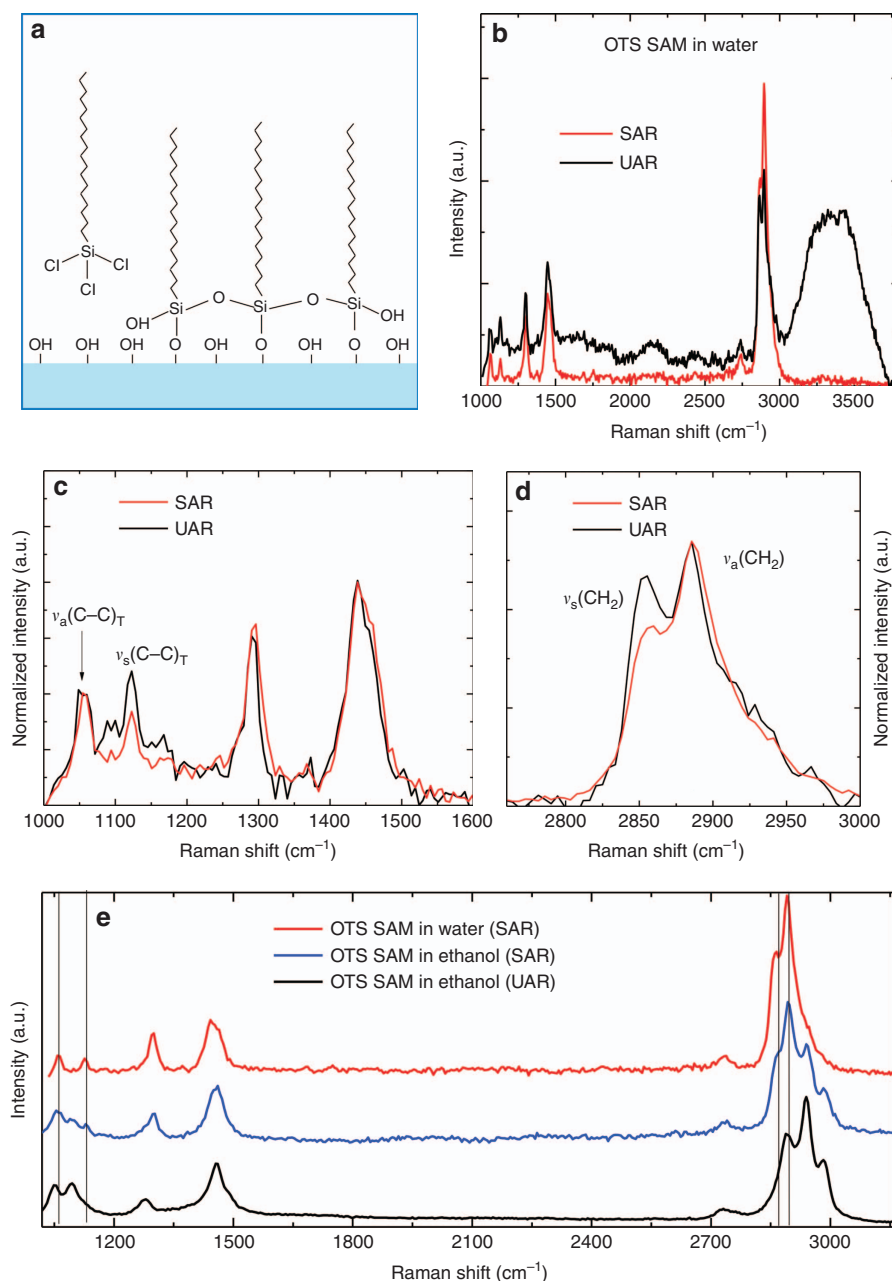 a
Si
Cl
Cl
Cl
Si
O
Si
O
Si
OH
OH
OH
OH
OH
O
OH
O
OH
O
OH
b
OTS SAM in water
SAR
UAR
Intensity (a.u.)
1000
1500
2000
2500
3000
3500
Raman shift (cm⁻¹)
c
SAR
UAR
νₐ(C–C)T
νₛ(C–C)T
Normalized intensity (a.u.)
1000
1100
1200
1300
1400
1500
1600
Raman shift (cm⁻¹)
d
SAR
UAR
νₐ(CH₂)
νₛ(CH₂)
Normalized intensity (a.u.)
2800
2850
2900
2950
3000
Raman shift (cm⁻¹)
e
OTS SAM in water (SAR)
OTS SAM in ethanol (SAR)
OTS SAM in ethanol (UAR)
Intensity (a.u.)
1200
1500
1800
2100
2400
2700
3000
Raman shift (cm⁻¹)